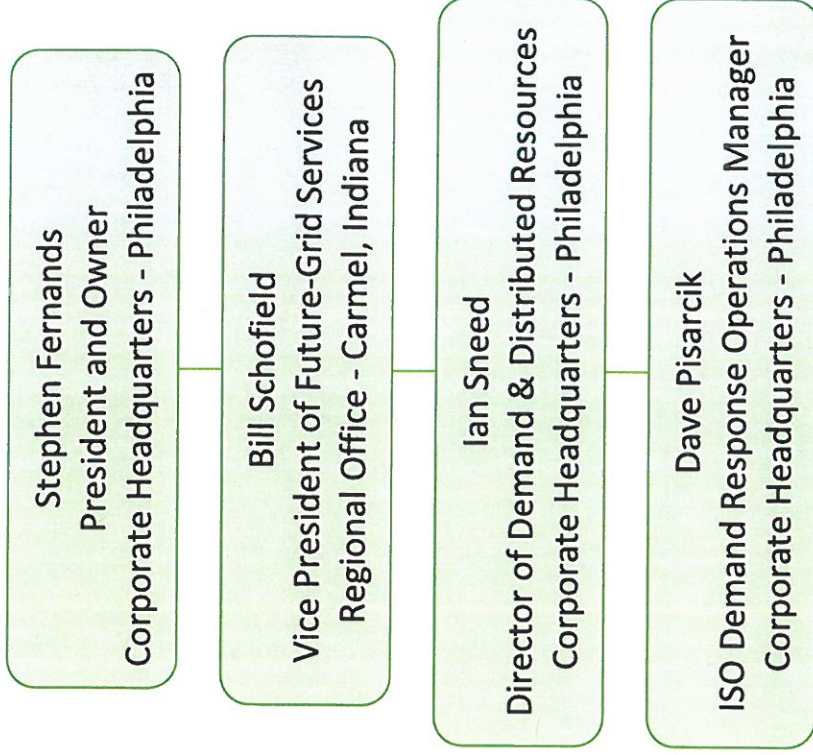 Stephen Fernands
President and Owner
Corporate Headquarters - Philadelphia
Bill Schofield
Vice President of Future-Grid Services
Regional Office - Carmel, Indiana
Ian Sneed
Director of Demand & Distributed Resources
Corporate Headquarters - Philadelphia
Dave Pisarcik
ISO Demand Response Operations Manager
Corporate Headquarters - Philadelphia